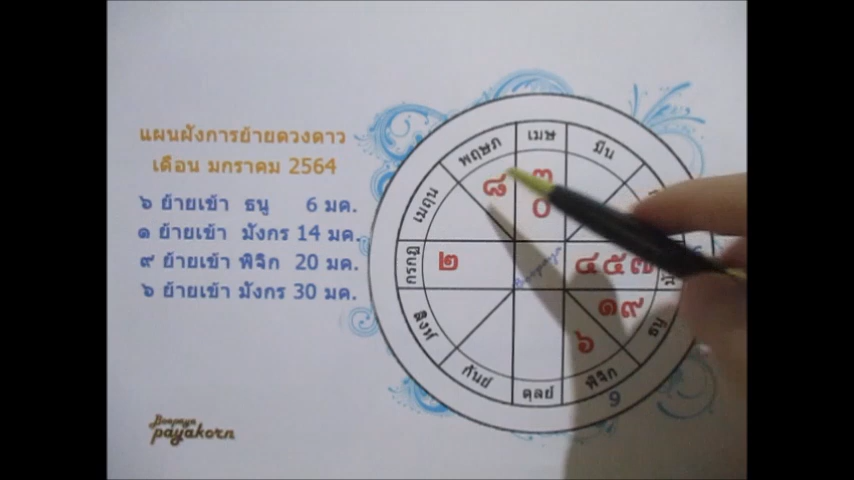 แผนผังการย้ายดวงดาว
เดือน มกราคม 2564
๖ ย้ายเข้า ธนู 6 มค.
๑ ย้ายเข้า มังกร 14 มค.
๙ ย้ายเข้า พิจิก 20 มค.
๖ ย้ายเข้า มังกร 30 มค.
พฤษภ
เมษ
มีน
เมถุน
๘
๓
๐
กรกฎ
๒
๔๕๗
๑๙
ธนู
สิงห์
๖
กันย์
ตุลย์
พิจิก
9
payakorn